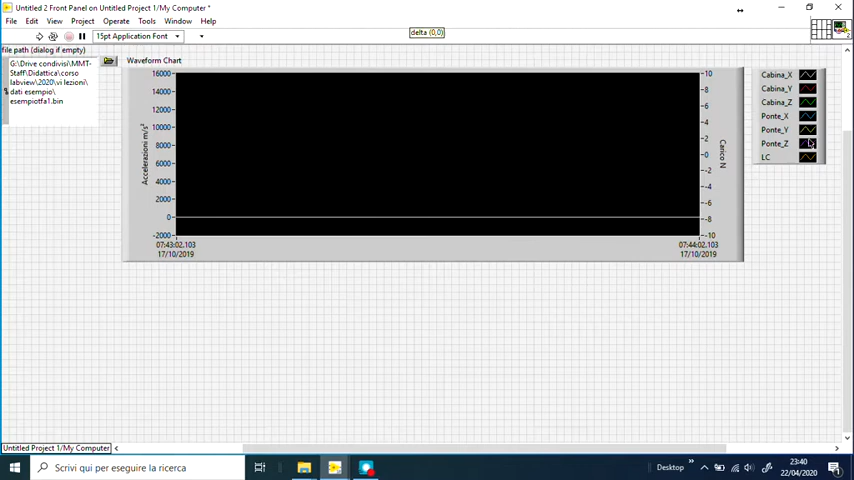 Untitled 2 Front Panel on Untitled Project 1/My Computer *
File Edit View Project Operate Tools Window Help
15pt Application Font
delta (0,0)
2
file path (dialog if empty)
G:\Drive condivisi\MMT-
Staff\Didattica\corso
labview\2020\vi lezioni\
dati esempio\
esempiotfa1.bin
Waveform Chart
Accelerazioni m/s²
16000
14000
12000
10000
8000
6000
4000
2000
0
-2000
10
8
6
4
2
0
-2
-4
-6
-8
-10
Carico N
07:43:02.103
17/10/2019
07:44:02.103
17/10/2019
Cabina_X
Cabina_Y
Cabina_Z
Ponte_X
Ponte_Y
Ponte_Z
LC
Untitled Project 1/My Computer
Scrivi qui per eseguire la ricerca
Desktop
23:40
22/04/2020
1